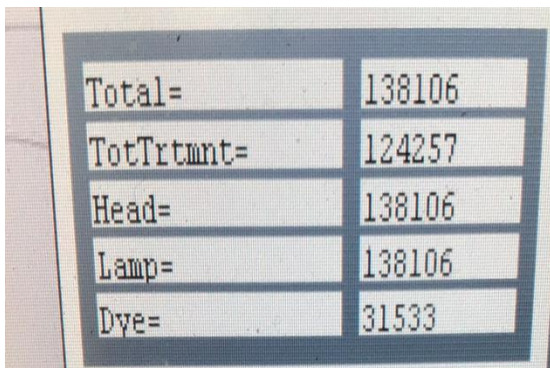 Total= 138106
TotTrtmnt= 124257
Head= 138106
Lamp= 138106
Dye= 31533